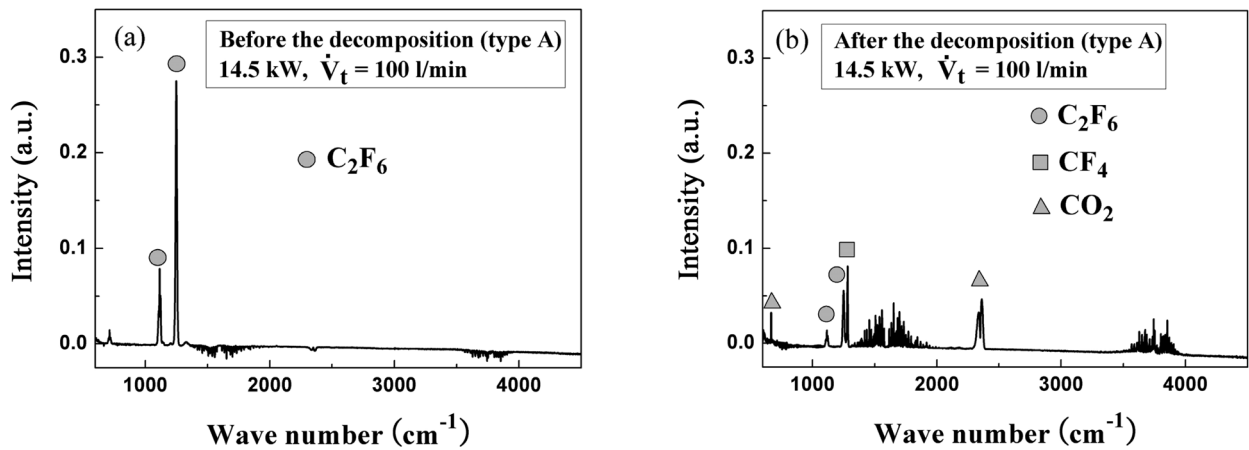 (a)
Before the decomposition (type A)
14.5 kW, V̇t = 100 l/min
C2F6
Intensity (a.u.)
0.3
0.2
0.1
0.0
1000 2000 3000 4000
Wave number (cm-1)
(b)
After the decomposition (type A)
14.5 kW, V̇t = 100 l/min
C2F6
CF4
CO2
Intensity (a.u.)
0.3
0.2
0.1
0.0
1000 2000 3000 4000
Wave number (cm-1)